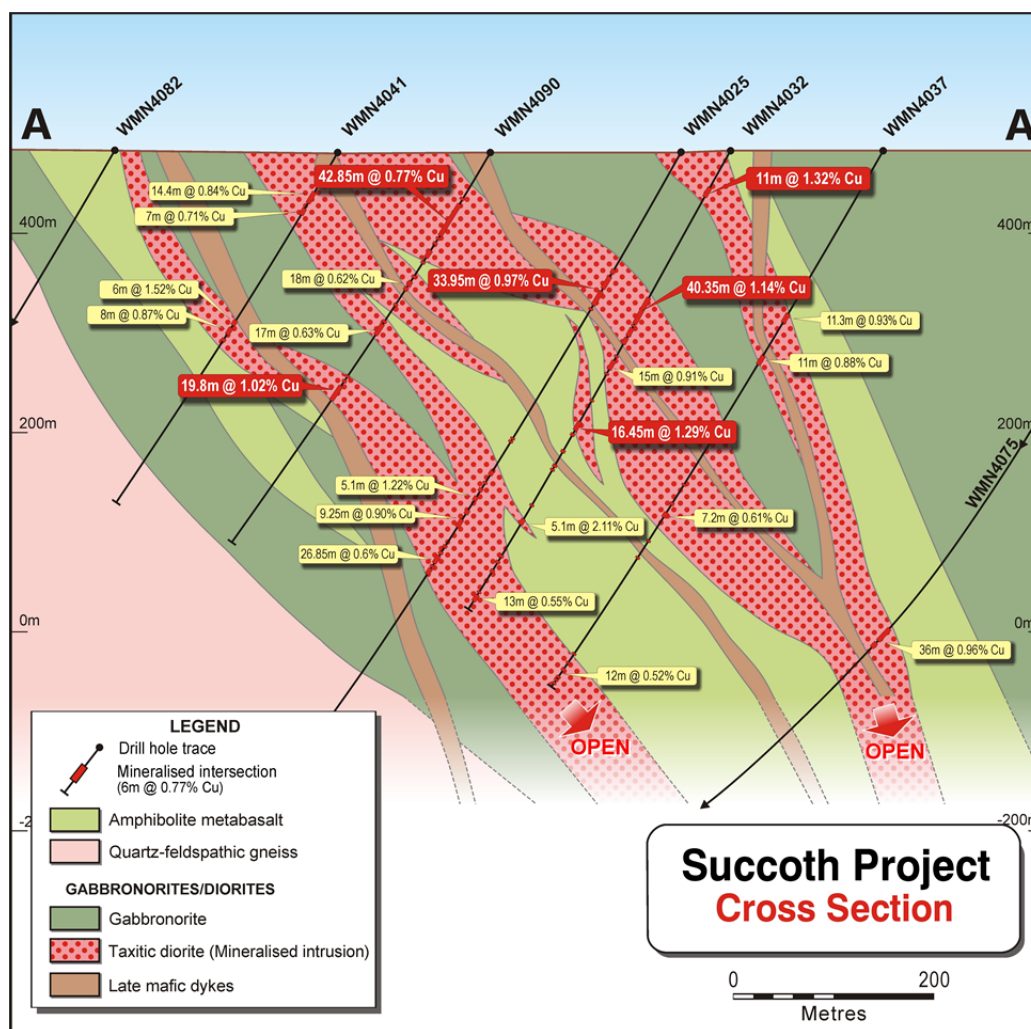 WMN4082
WMN4041
WMN4090
WMN4025
WMN4032
WMN4037
A
A
42.85m @ 0.77% Cu
11m @ 1.32% Cu
14.4m @ 0.84% Cu
7m @ 0.71% Cu
400m
400m
18m @ 0.62% Cu
33.95m @ 0.97% Cu
40.35m @ 1.14% Cu
6m @ 1.52% Cu
8m @ 0.87% Cu
17m @ 0.63% Cu
11.3m @ 0.93% Cu
11m @ 0.88% Cu
15m @ 0.91% Cu
19.8m @ 1.02% Cu
200m
200m
16.45m @ 1.29% Cu
WMN4075
5.1m @ 1.22% Cu
9.25m @ 0.90% Cu
5.1m @ 2.11% Cu
7.2m @ 0.61% Cu
26.85m @ 0.6% Cu
13m @ 0.55% Cu
0m
0m
36m @ 0.96% Cu
12m @ 0.52% Cu
OPEN
OPEN
LEGEND
Drill hole trace
Mineralised intersection
(6m @ 0.77% Cu)
Amphibolite metabasalt
Quartz-feldspathic gneiss
GABBRONORITES/DIORITES
Gabbronorite
Taxitic diorite (Mineralised intrusion)
Late mafic dykes
-200m
Succoth Project
Cross Section
0 200
Metres